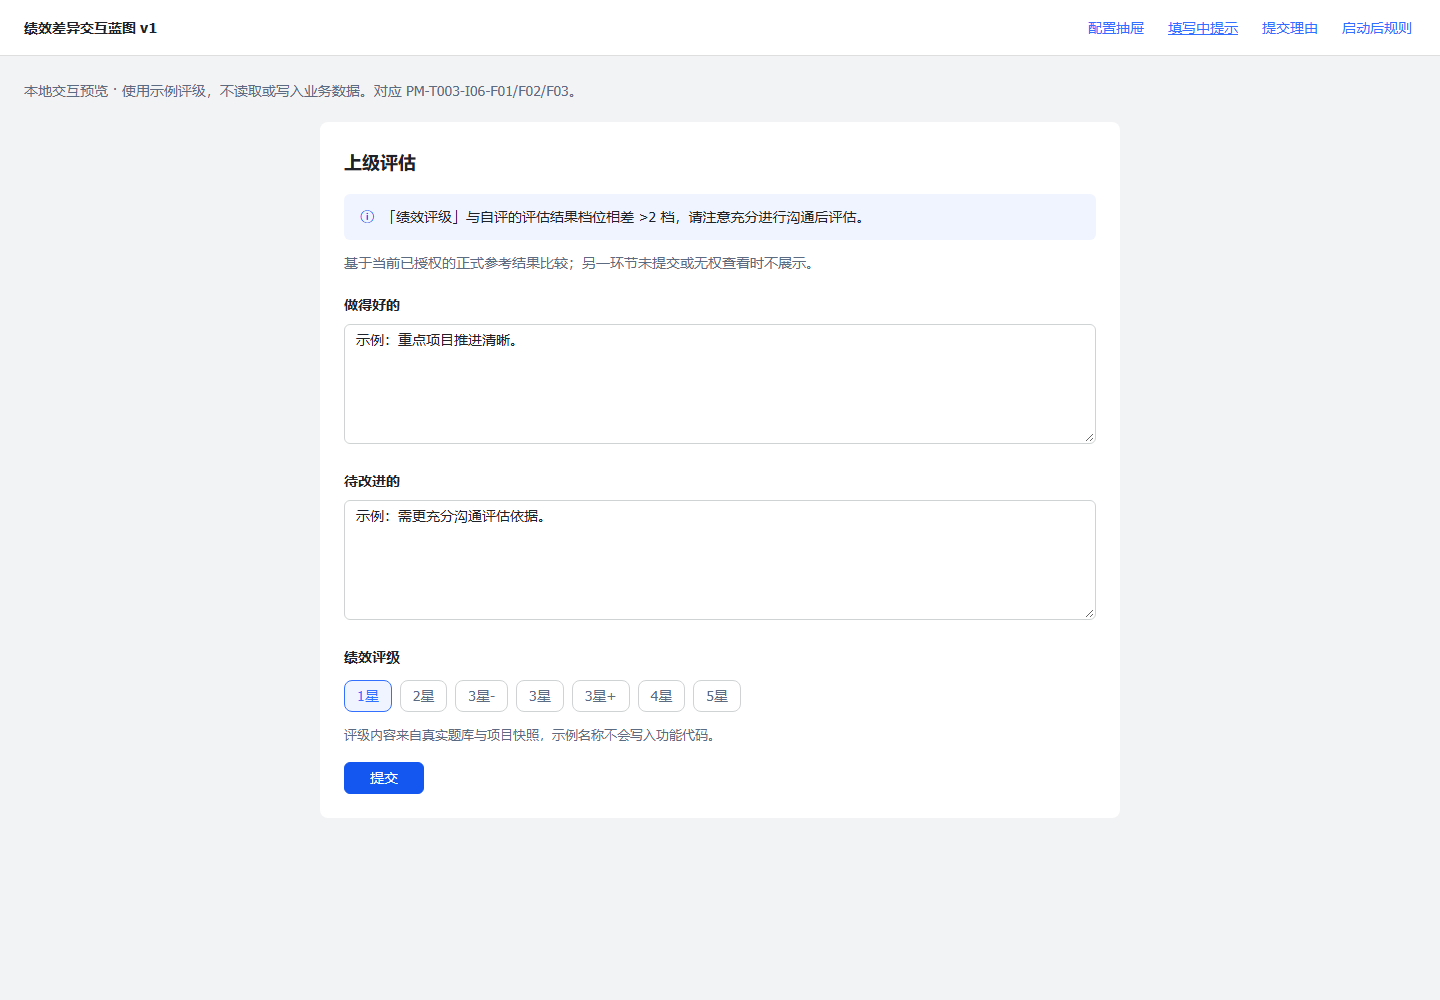 绩效差异交互蓝图 v1
配置抽屉 填写中提示 提交理由 启动后规则
本地交互预览 · 使用示例评级，不读取或写入业务数据。对应 PM-T003-I06-F01/F02/F03。
上级评估
「绩效评级」与自评的评估结果档位相差 >2 档，请注意充分进行沟通后评估。
基于当前已授权的正式参考结果比较；另一环节未提交或无权查看时不展示。
做得好的
示例：重点项目推进清晰。
待改进的
示例：需更充分沟通评估依据。
绩效评级
1星 2星 3星- 3星 3星+ 4星 5星
评级内容来自真实题库与项目快照，示例名称不会写入功能代码。
提交